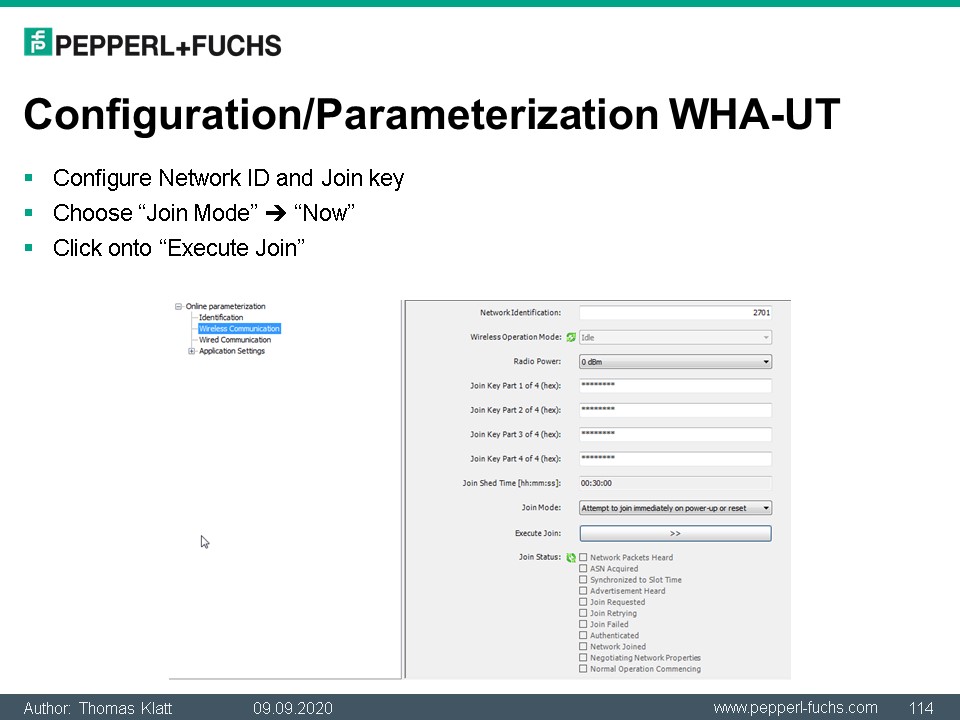 PEPPERL+FUCHS
Configuration/Parameterization WHA-UT
Configure Network ID and Join key
Choose “Join Mode” ➔ “Now”
Click onto “Execute Join”
Online parameterization
Identification
Wireless Communication
Wired Communication
Application Settings
Network Identification: 2701
Wireless Operation Mode: Idle
Radio Power: 0 dBm
Join Key Part 1 of 4 (hex): ********
Join Key Part 2 of 4 (hex): ********
Join Key Part 3 of 4 (hex): ********
Join Key Part 4 of 4 (hex): ********
Join Shed Time [hh:mm:ss]: 00:30:00
Join Mode: Attempt to join immediately on power-up or reset
Execute Join: >>
Join Status: Network Packets Heard
ASN Acquired
Synchronized to Slot Time
Advertisement Heard
Join Requested
Join Retrying
Join Failed
Authenticated
Network Joined
Negotiating Network Properties
Normal Operation Commencing
Author: Thomas Klatt 09.09.2020 www.pepperl-fuchs.com 114